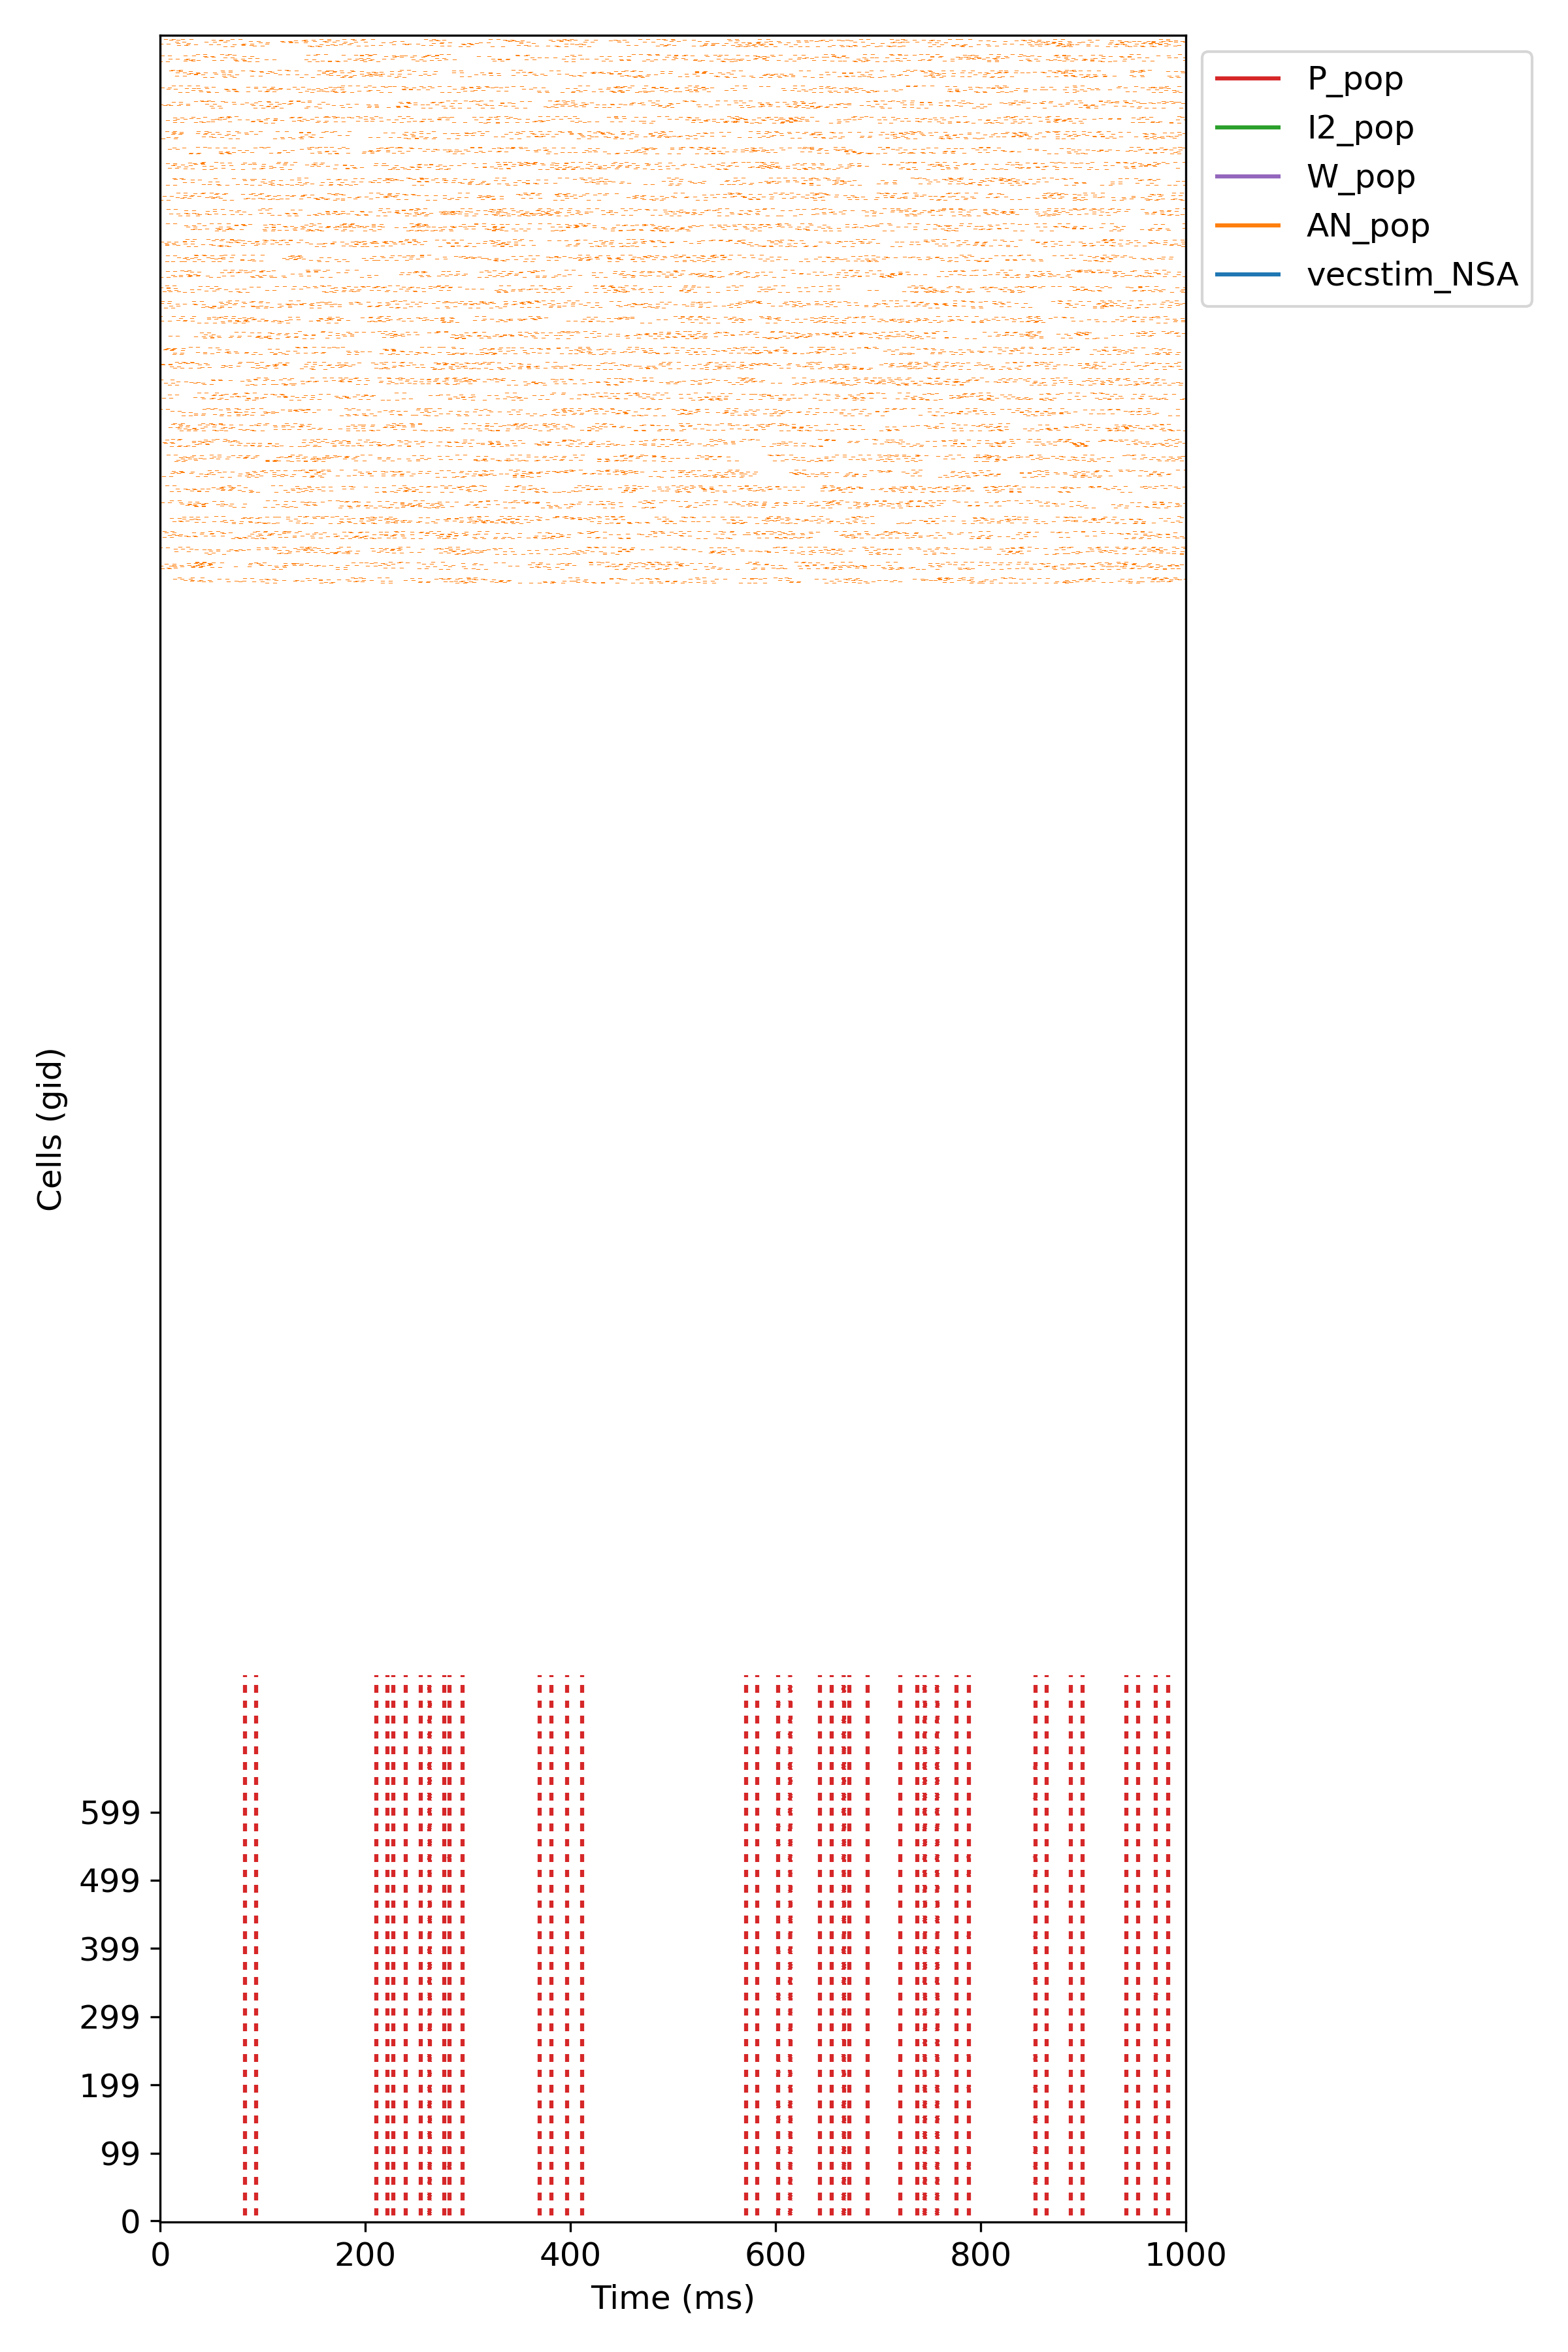 P_pop
I2_pop
W_pop
AN_pop
vecstim_NSA
Cells (gid)
599
499
399
299
199
99
0
0 200 400 600 800 1000
Time (ms)